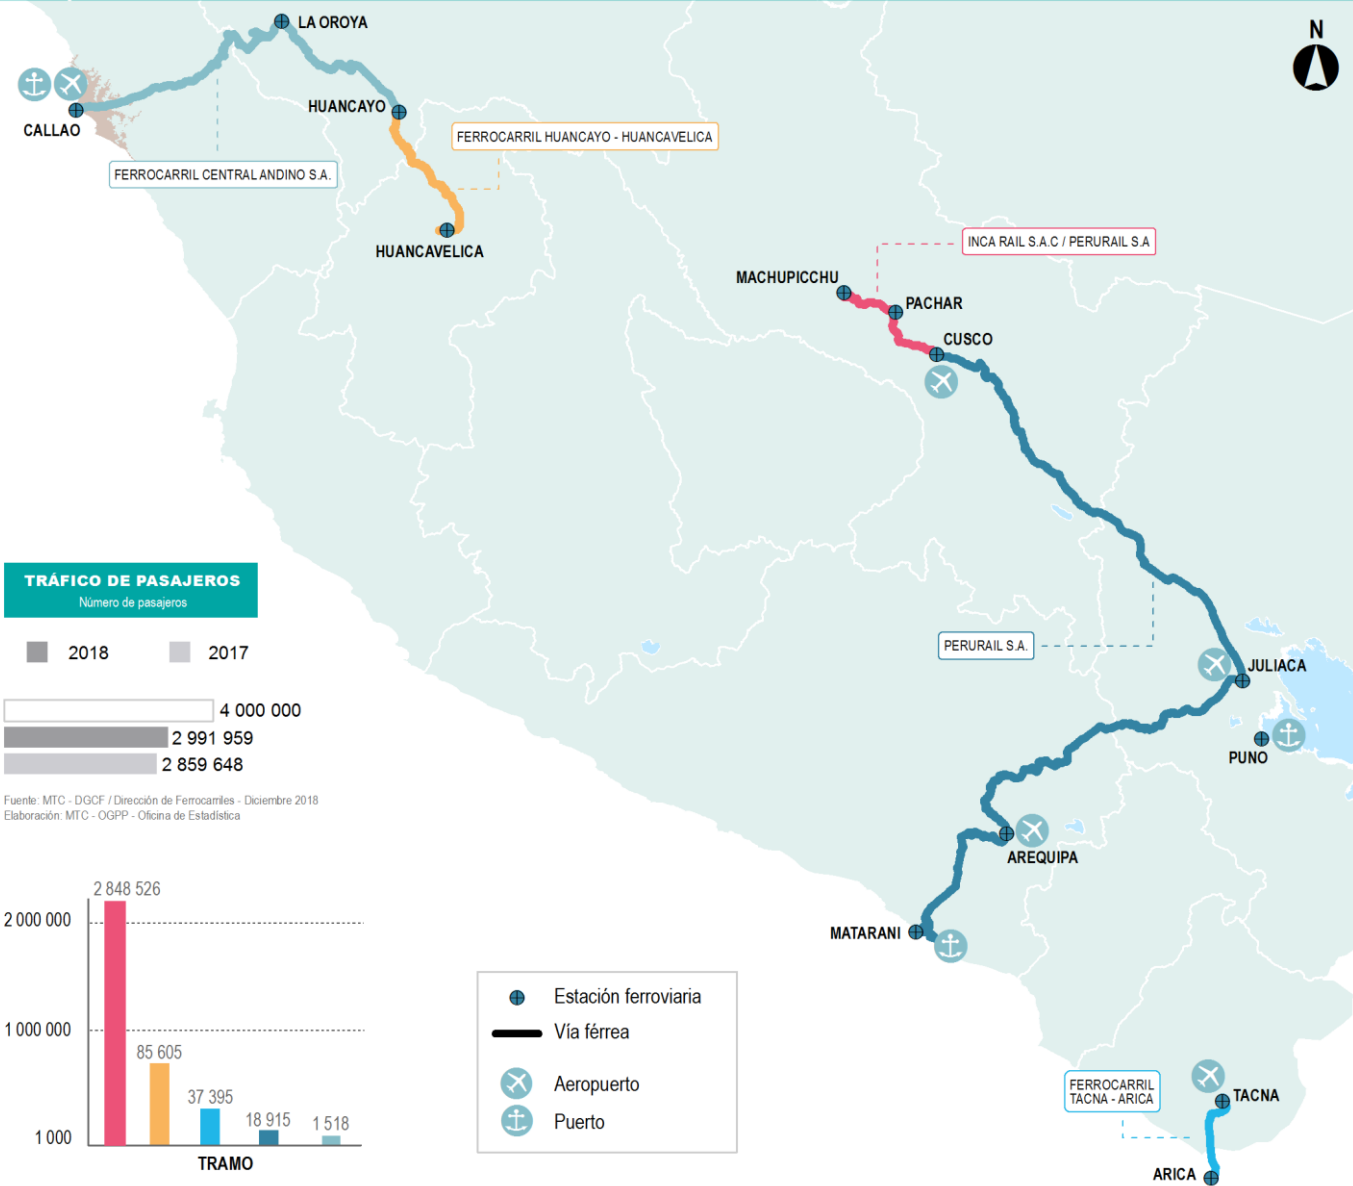 N
LA OROYA
HUANCAYO
CALLAO
FERROCARRIL HUANCAYO - HUANCAVELICA
FERROCARRIL CENTRAL ANDINO S.A.
HUANCAVELICA
INCA RAIL S.A.C / PERURAIL S.A
MACHUPICCHU
PACHAR
CUSCO
TRÁFICO DE PASAJEROS
Número de pasajeros
2018
2017
4 000 000
2 991 959
2 859 648
Fuente: MTC - DGCF / Dirección de Ferrocarriles - Diciembre 2018
Elaboración: MTC - OGPP - Oficina de Estadística
PERURAIL S.A.
JULIACA
PUNO
AREQUIPA
MATARANI
2 848 526
2 000 000
1 000 000
85 605
37 395
18 915
1 518
1 000
TRAMO
Estación ferroviaria
Vía férrea
Aeropuerto
Puerto
FERROCARRIL
TACNA - ARICA
TACNA
ARICA